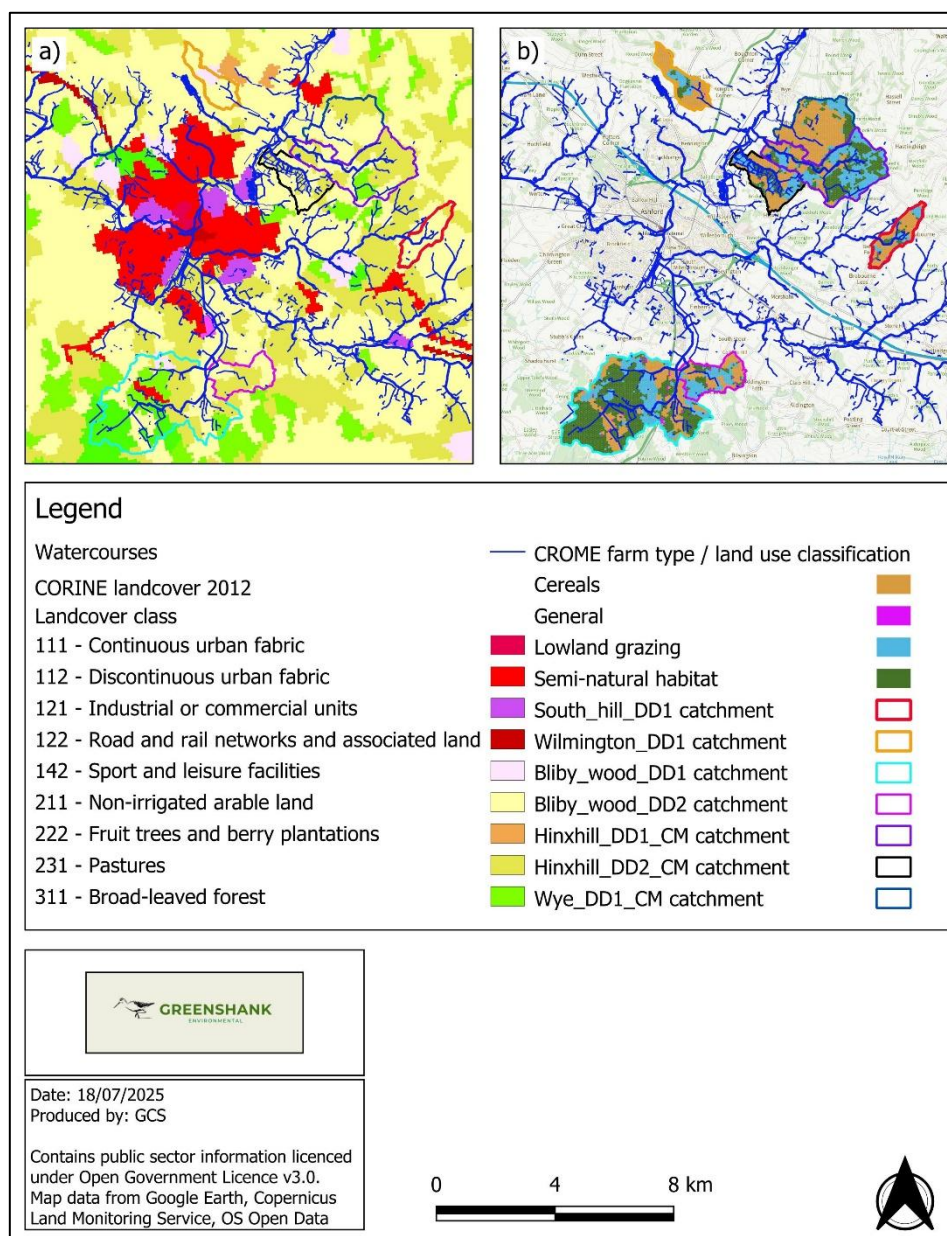 a)
b)
Ashford
Legend
Watercourses
CROME farm type / land use classification
CORINE landcover 2012
Cereals
Landcover class
General
111 - Continuous urban fabric
Lowland grazing
112 - Discontinuous urban fabric
Semi-natural habitat
121 - Industrial or commercial units
South_hill_DD1 catchment
122 - Road and rail networks and associated land
Wilmington_DD1 catchment
142 - Sport and leisure facilities
Bliby_wood_DD1 catchment
211 - Non-irrigated arable land
Bliby_wood_DD2 catchment
222 - Fruit trees and berry plantations
Hinxhill_DD1_CM catchment
231 - Pastures
Hinxhill_DD2_CM catchment
311 - Broad-leaved forest
Wye_DD1_CM catchment
GREENSHANK
ENVIRONMENTAL
Date: 18/07/2025
Produced by: GCS
Contains public sector information licenced
under Open Government Licence v3.0.
Map data from Google Earth, Copernicus
Land Monitoring Service, OS Open Data
0 4 8 km